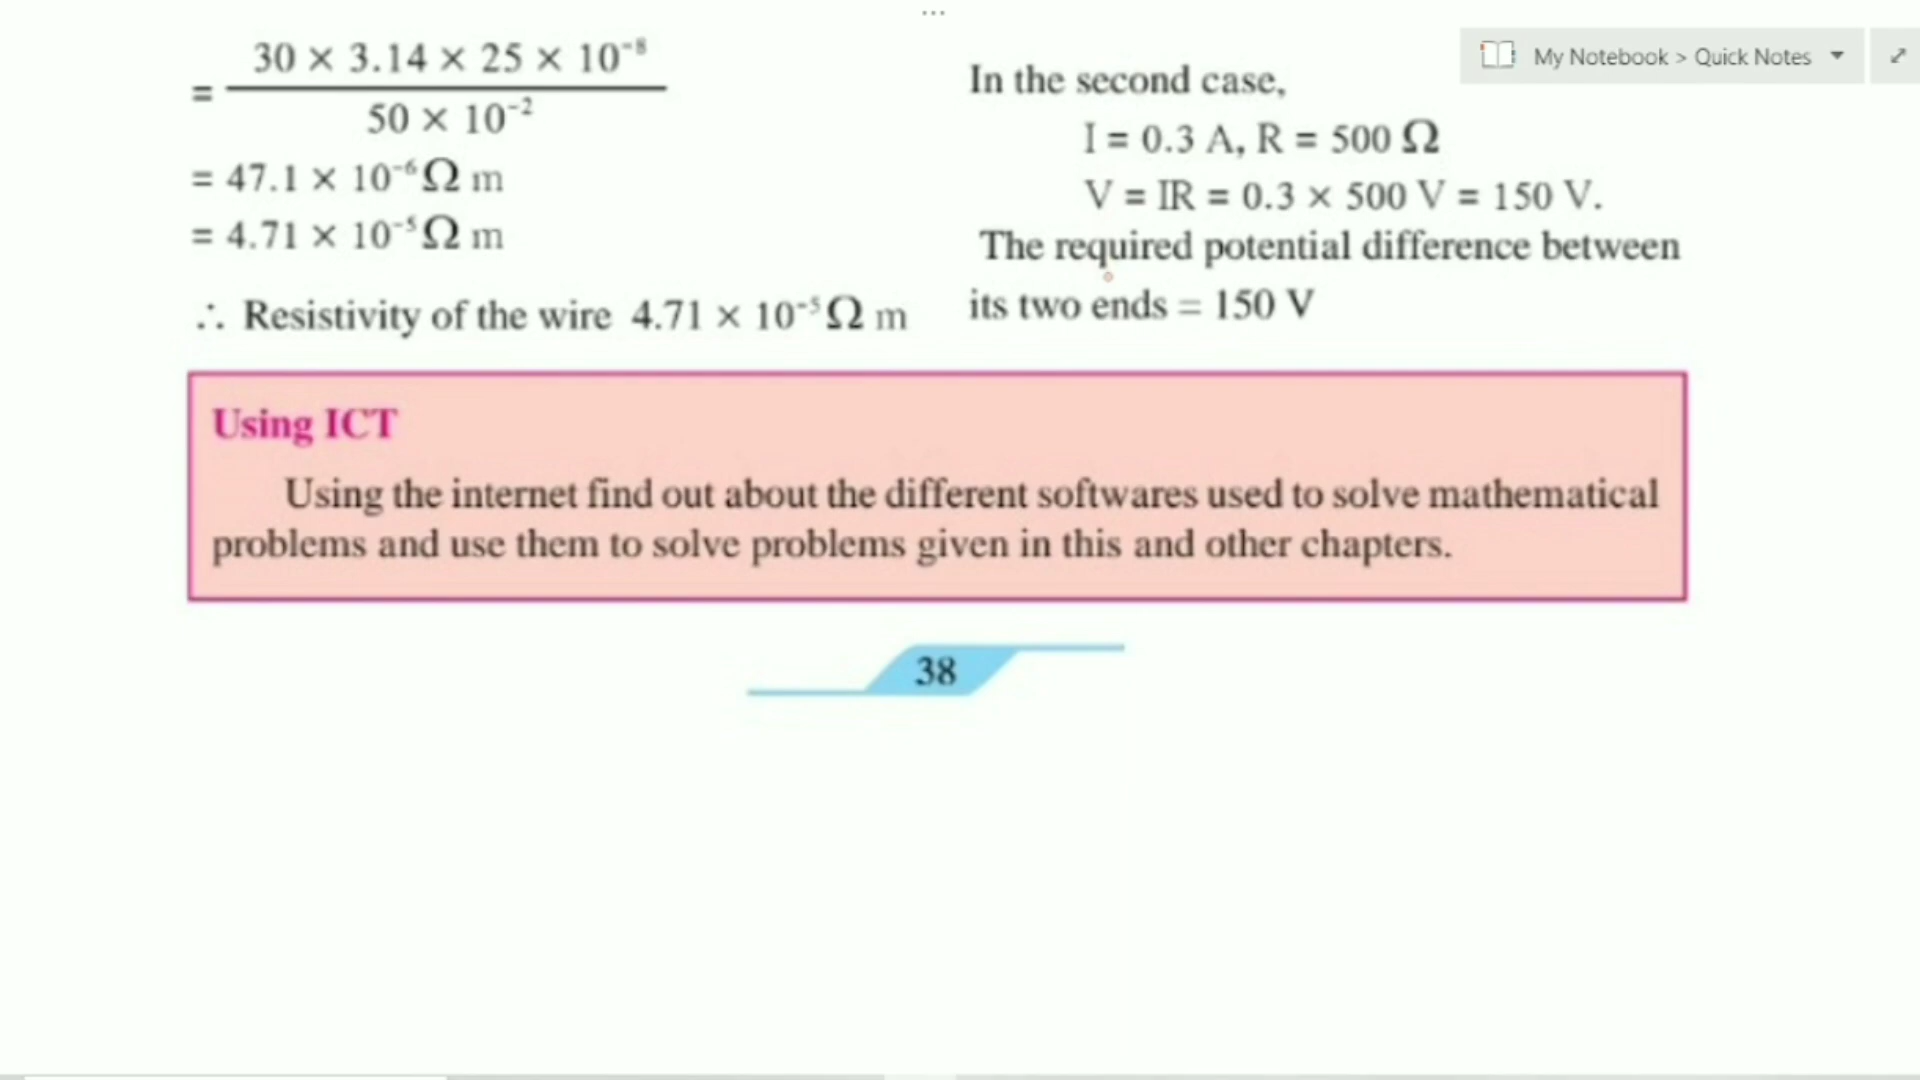 ...
My Notebook > Quick Notes
= 30 × 3.14 × 25 × 10⁻⁸
50 × 10⁻²
= 47.1 × 10⁻⁶ Ω m
= 4.71 × 10⁻⁵ Ω m
∴ Resistivity of the wire 4.71 × 10⁻⁵ Ω m
In the second case,
I = 0.3 A, R = 500 Ω
V = IR = 0.3 × 500 V = 150 V.
The required potential difference between
its two ends = 150 V
Using ICT
Using the internet find out about the different softwares used to solve mathematical
problems and use them to solve problems given in this and other chapters.
38